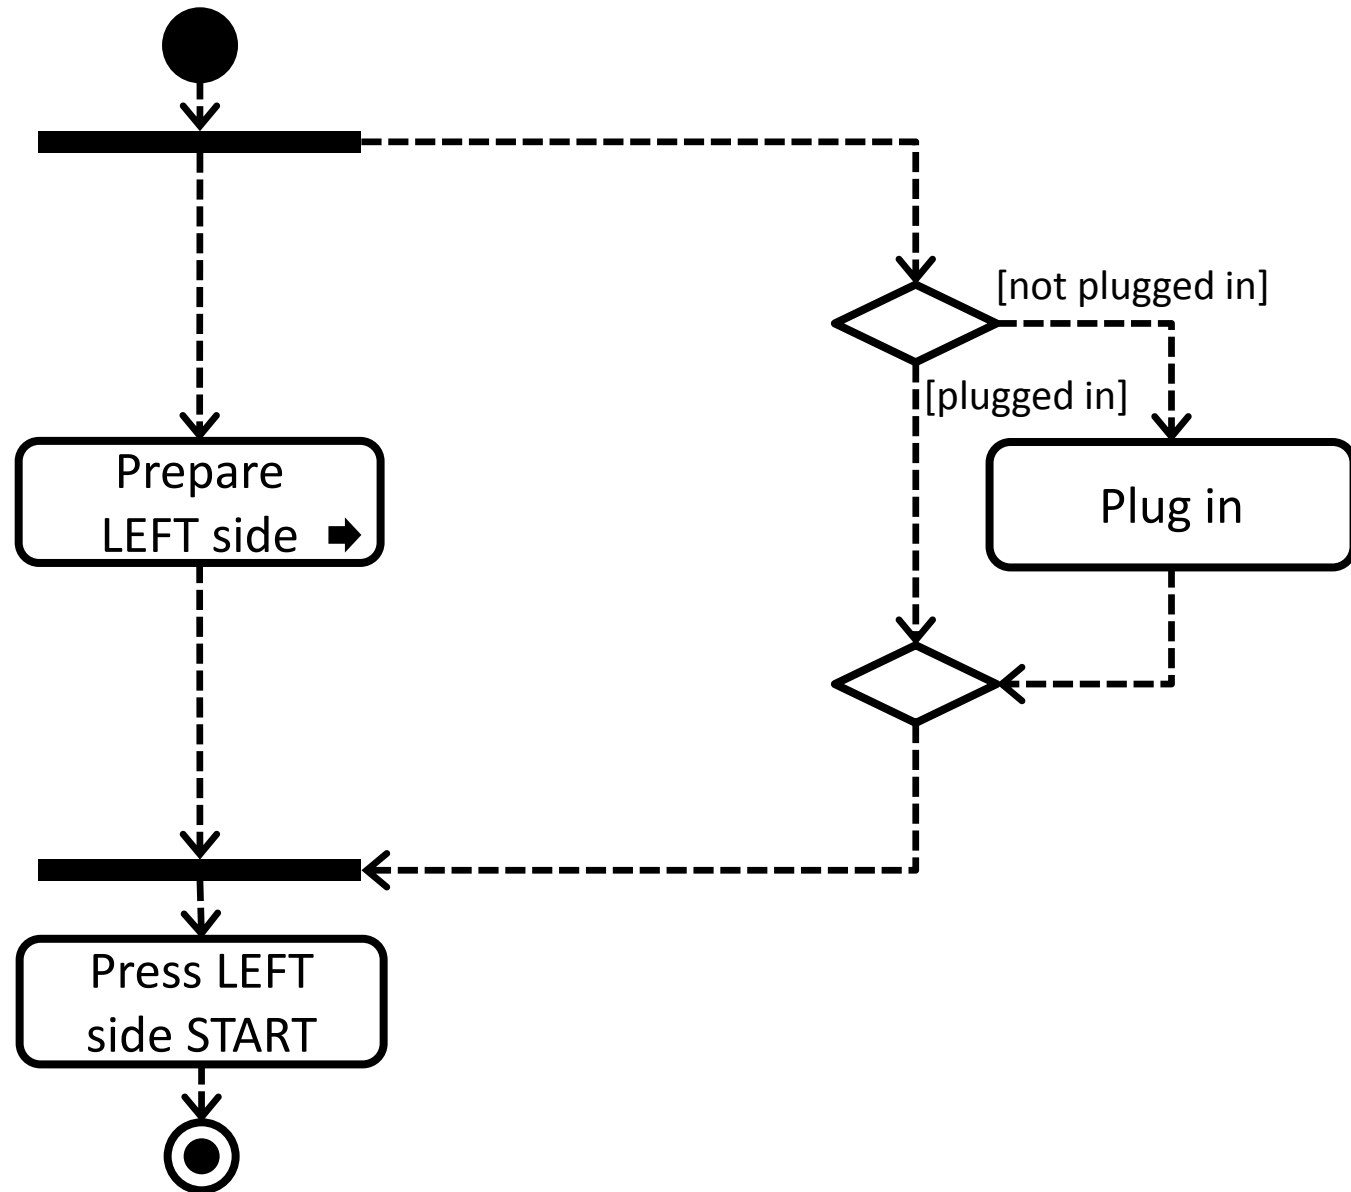 [not plugged in]
[plugged in]
Prepare
LEFT side
Plug in
Press LEFT
side START